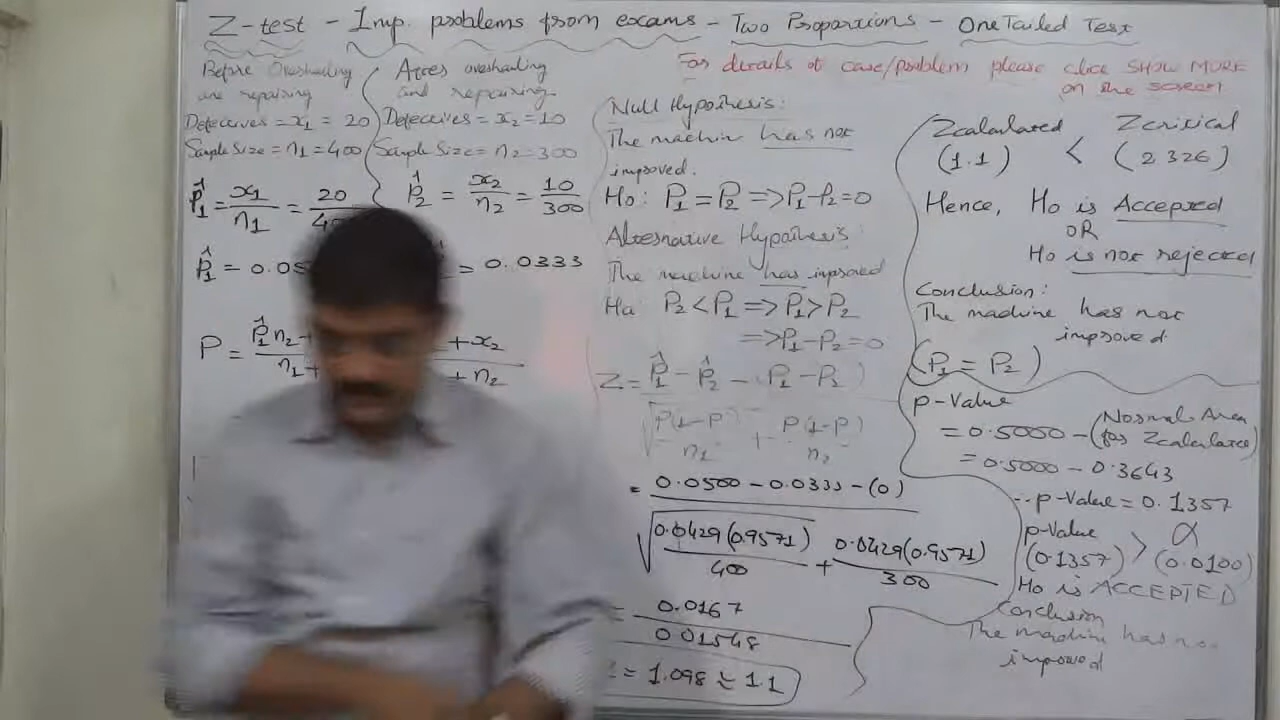 Z-test - Imp. problems from exams - Two Proportions - One Tailed Test
For details of case/problem please click SHOW MORE
on the screen
Before Overhauling
and repairing
Defectives = x₁ = 20
Sample Size = n₁ = 400
p̂₁ = x₁/n₁ = 20/40
p̂₁ = 0.05
After overhauling
and repairing
Defectives = x₂ = 10
Sample Size = n₂ = 300
p̂₂ = x₂/n₂ = 10/300
= 0.0333
P = p̂₁n
n₁+
+x₂
+n₂
Null Hypothesis:
The machine has not
improved.
Ho: P₁ = P₂ => P₁-P₂=0
Alternative Hypothesis:
The machine has improved
Ha: P₂ < P₁ => P₁ > P₂
=> P₁-P₂ = 0
Z = p̂₁ - p̂₂ - (P₁ - P₂)
√ P(1-P)/n₁ + P(1-P)/n₂
= 0.0500 - 0.0333 - (0)
√ 0.0429(0.9571)/400 + 0.0429(0.9571)/300
= 0.0167
0.01548
= 1.098 ≈ 1.1
Zcalculated < Zcritical
(1.1) (2.326)
Hence, Ho is Accepted
OR
Ho is not rejected
Conclusion:
The machine has not
improved
(P₁ = P₂)
p-Value
= 0.5000 - (Normal Area
for Zcalculated)
= 0.5000 - 0.3643
∴ p-Value = 0.1357
p-Value > α
(0.1357) (0.0100)
Ho is ACCEPTED
Conclusion
The machine has no
improved